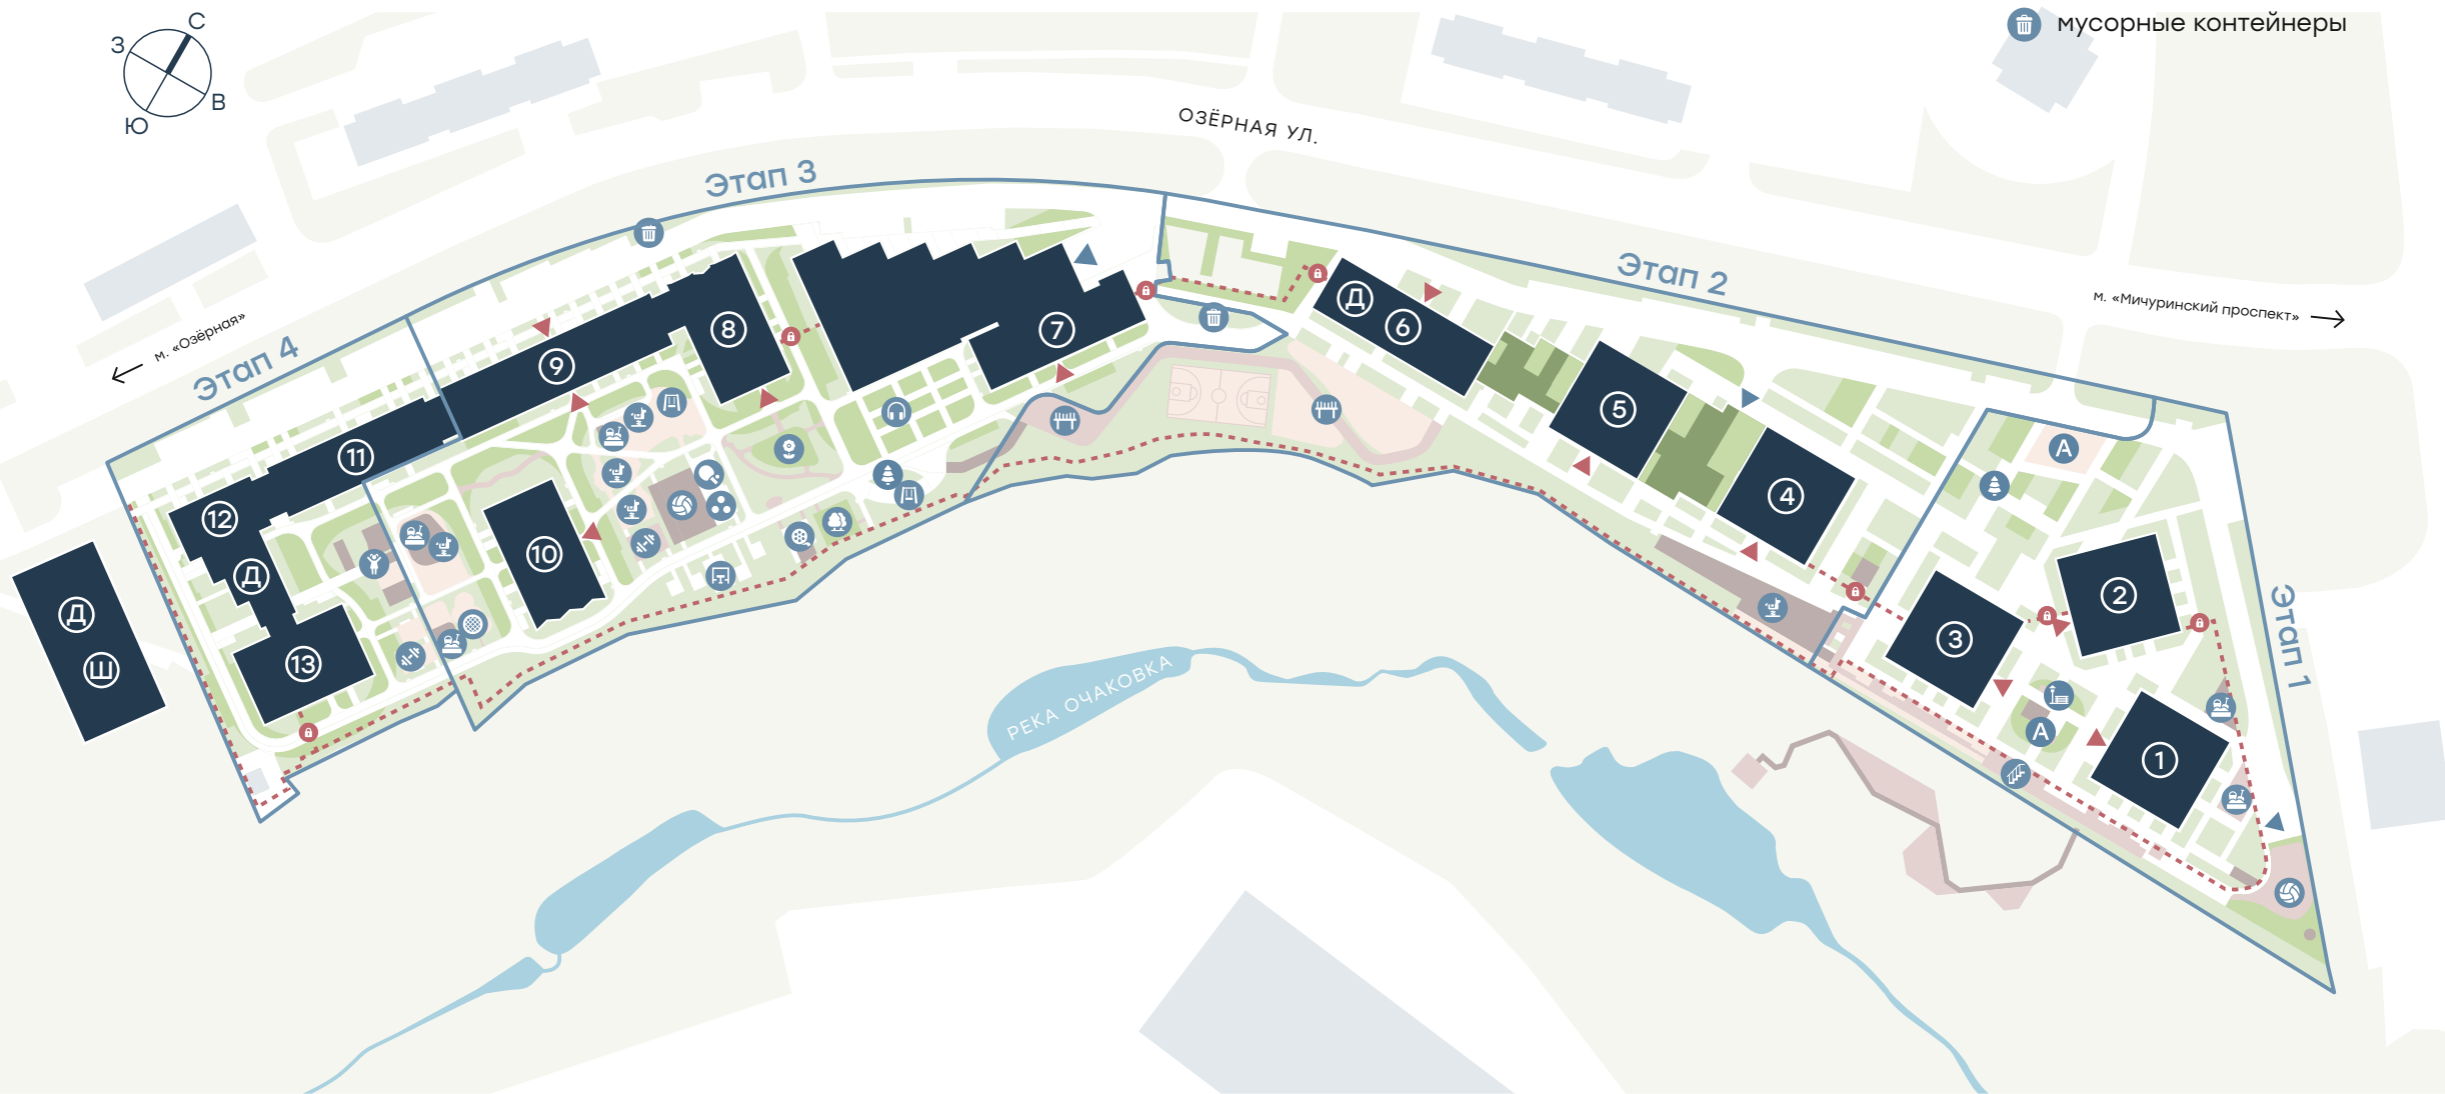 С
З
В
Ю
мусорные контейнеры
ОЗЁРНАЯ УЛ.
Этап 3
Этап 2
м. «Мичуринский проспект»
м. «Озёрная»
Этап 4
Этап 1
Д
6
7
8
9
5
11
4
12
10
Д
Д
Ш
13
А
2
3
А
1
РЕКА ОЧАКОВКА